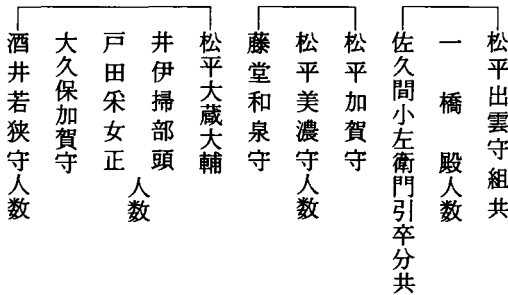 松平出雲守組共
一橋殿人数
佐久間小左衛門引卒分共
松平加賀守
松平美濃守人数
藤堂和泉守
松平大蔵大輔
井伊掃部頭
人数
戸田采女正
大久保加賀守
酒井若狭守人数